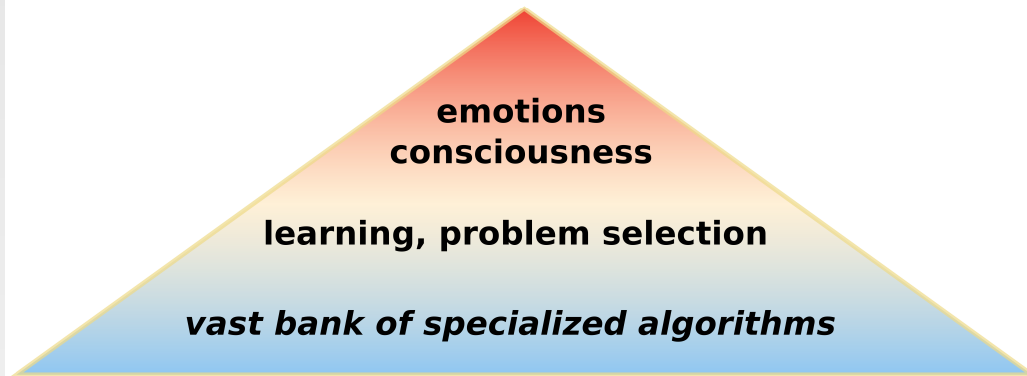 emotions
consciousness
learning, problem selection
vast bank of specialized algorithms